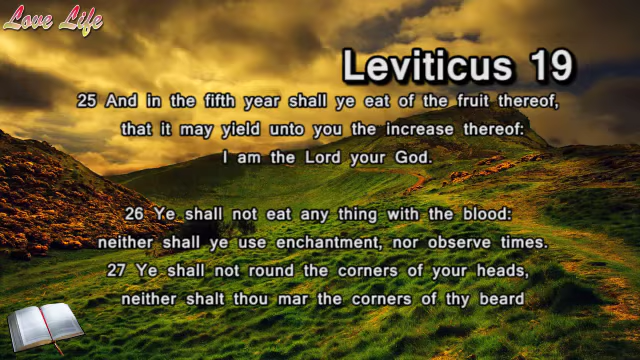 Love Life
Leviticus 19
25 And in the fifth year shall ye eat of the fruit thereof,
that it may yield unto you the increase thereof:
I am the Lord your God.
26 Ye shall not eat any thing with the blood:
neither shall ye use enchantment, nor observe times.
27 Ye shall not round the corners of your heads,
neither shalt thou mar the corners of thy beard